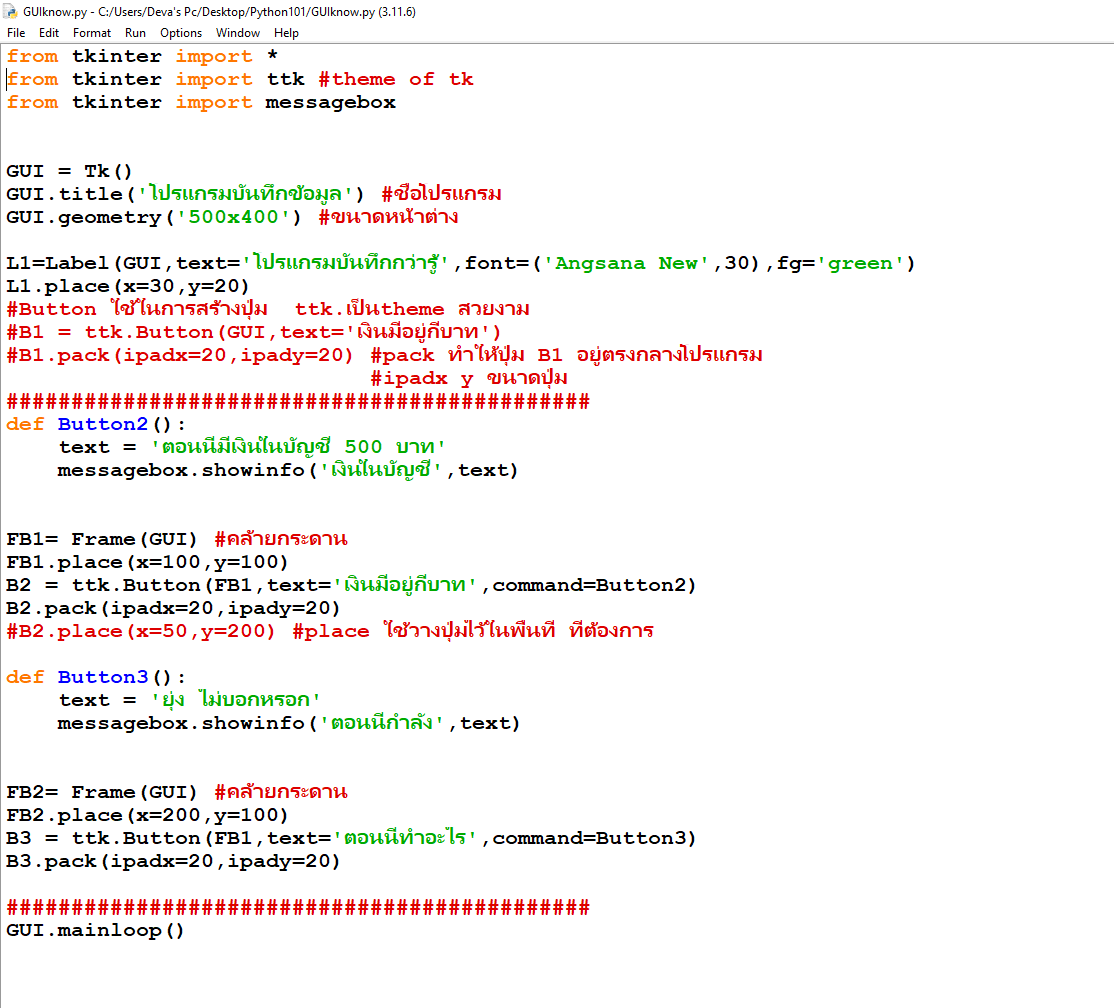 GUIknow.py - C:/Users/Deva's Pc/Desktop/Python101/GUIknow.py (3.11.6)
File Edit Format Run Options Window Help
from tkinter import *
from tkinter import ttk #theme of tk
from tkinter import messagebox
GUI = Tk()
GUI.title('โปรแกรมบันทึกข้อมูล') #ชื่อโปรแกรม
GUI.geometry('500x400') #ขนาดหน้าต่าง
L1=Label(GUI,text='โปรแกรมบันทึกกว่ารู้',font=('Angsana New',30),fg='green')
L1.place(x=30,y=20)
#Button ใช้ในการสร้างปุ่ม  ttk.เป็นtheme สวยงาม
#B1 = ttk.Button(GUI,text='เงินมีอยู่กี่บาท')
#B1.pack(ipadx=20,ipady=20) #pack ทำให้ปุ่ม B1 อยู่ตรงกลางโปรแกรม
#ipadx y ขนาดปุ่ม
##############################################
def Button2():
    text = 'ตอนนี้มีเงินในบัญชี 500 บาท'
    messagebox.showinfo('เงินในบัญชี',text)
FB1= Frame(GUI) #คล้ายกระดาน
FB1.place(x=100,y=100)
B2 = ttk.Button(FB1,text='เงินมีอยู่กี่บาท',command=Button2)
B2.pack(ipadx=20,ipady=20)
#B2.place(x=50,y=200) #place ใช้วางปุ่มไว้ในพื้นที่ ที่ต้องการ
def Button3():
    text = 'ยุ่ง ไม่บอกหรอก'
    messagebox.showinfo('ตอนนี้กำลัง',text)
FB2= Frame(GUI) #คล้ายกระดาน
FB2.place(x=200,y=100)
B3 = ttk.Button(FB1,text='ตอนนี้ทำอะไร',command=Button3)
B3.pack(ipadx=20,ipady=20)
##############################################
GUI.mainloop()